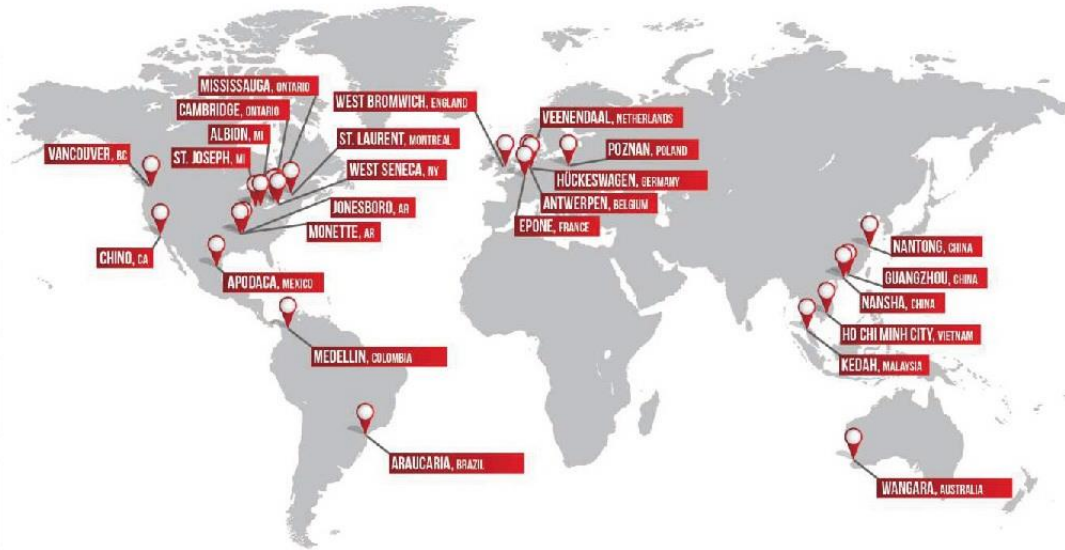 MISSISSAUGA, ONTARIO
CAMBRIDGE, ONTARIO
ALBION, MI
ST. JOSEPH, MI
VANCOUVER, BC
CHINO, CA
WEST BROMWICH, ENGLAND
ST. LAURENT, MONTREAL
WEST SENECA, NY
JONESBORO, AR
MONETTE, AR
APODACA, MEXICO
MEDELLIN, COLOMBIA
ARAUCARIA, BRAZIL
VEENENDAAL, NETHERLANDS
POZNAN, POLAND
HÜCKESWAGEN, GERMANY
ANTWERPEN, BELGIUM
EPONE, FRANCE
NANTONG, CHINA
GUANGZHOU, CHINA
NANSHA, CHINA
HO CHI MINH CITY, VIETNAM
KEDAH, MALAYSIA
WANGARA, AUSTRALIA